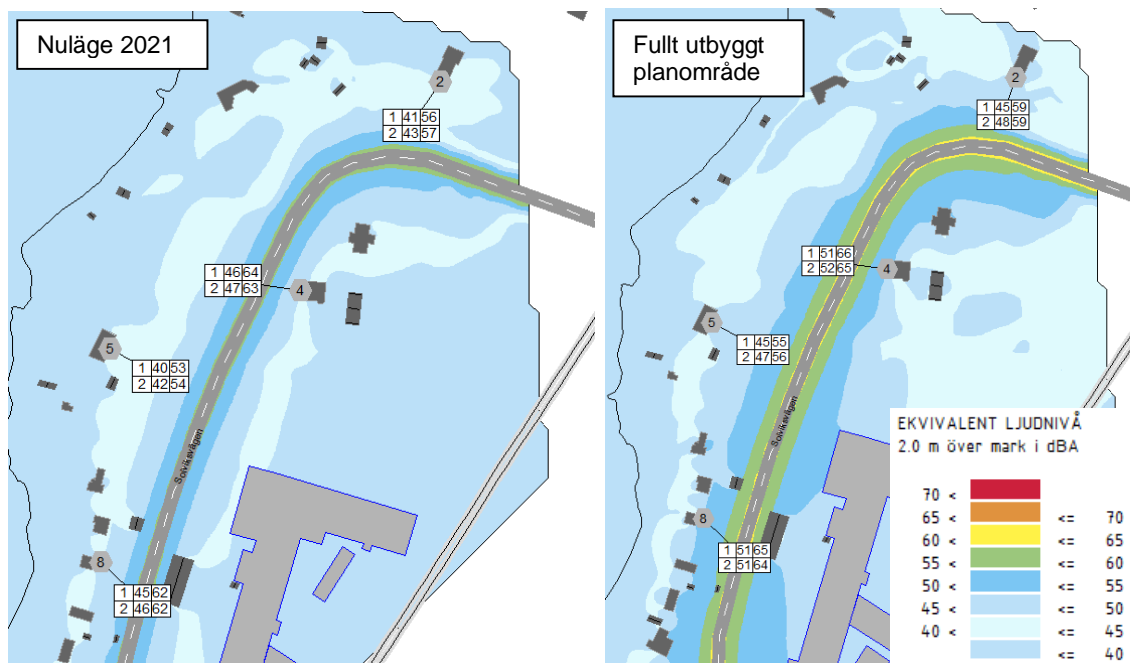 Nuläge 2021
2
1 41 56
2 43 57
1 46 64
2 47 63
4
5
1 40 53
2 42 54
Solviksvägen
8
1 45 62
2 46 62
Fullt utbyggt
planområde
2
1 45 59
2 48 59
1 51 66
2 52 65
4
5
1 45 55
2 47 56
Solviksvägen
8
1 51 65
2 51 64
EKVIVALENT LJUDNIVÅ
2.0 m över mark i dBA
70 <
65 < <= 70
60 < <= 65
55 < <= 60
50 < <= 55
45 < <= 50
40 < <= 45
<= 40